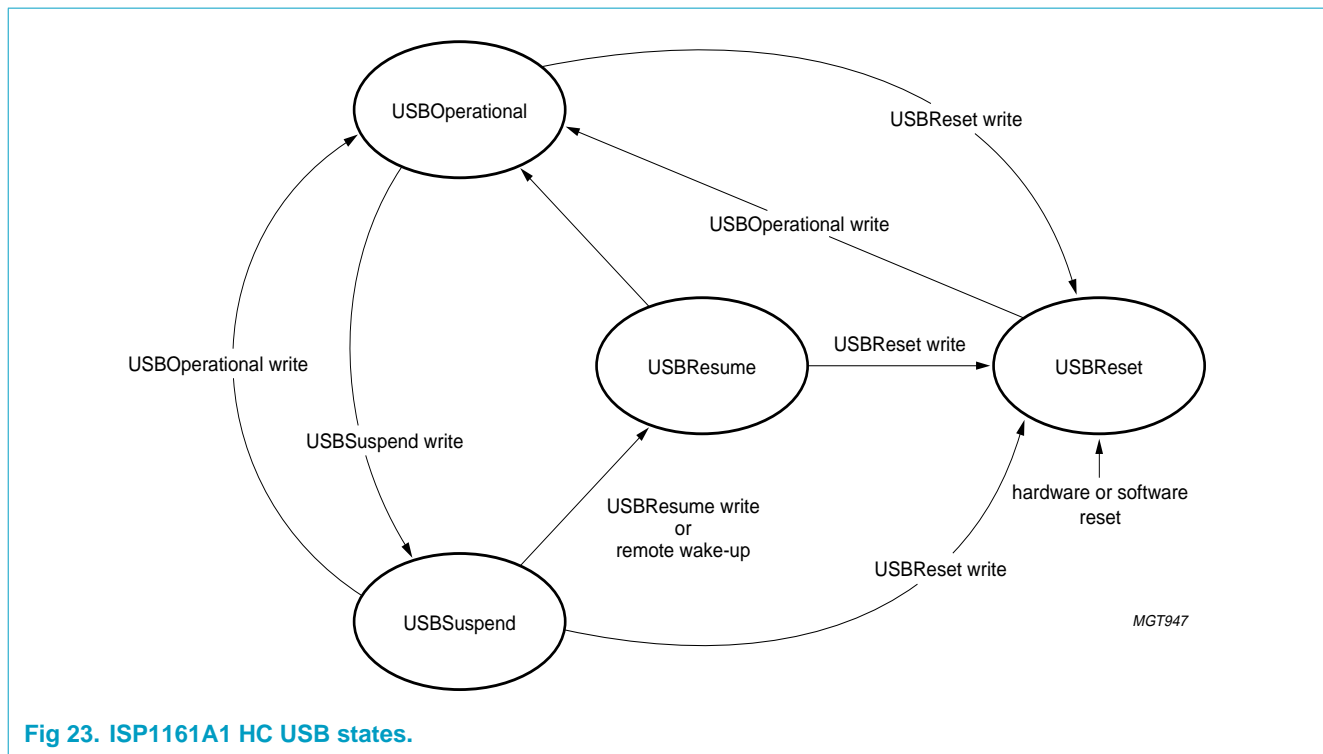 USBOperational
USBReset write
USBOperational write
USBOperational write
USBReset write
USBResume
USBReset
USBSuspend write
hardware or software
reset
USBResume write
or
remote wake-up
USBReset write
USBSuspend
MGT947
Fig 23. ISP1161A1 HC USB states.